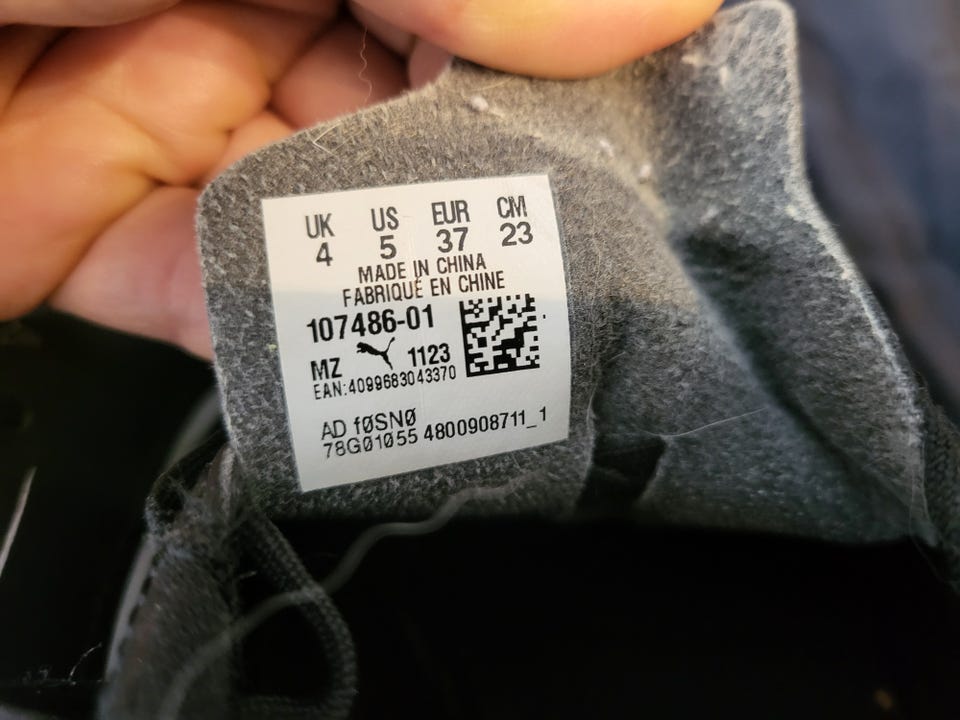 UK US EUR CM
4 5 37 23
MADE IN CHINA
FABRIQUÉ EN CHINE
107486-01
MZ 1123
EAN:4099683043370
AD fØSNØ
78G01055 4800908711_1